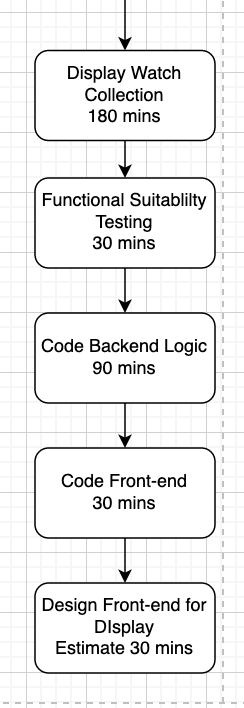 Display Watch
Collection
180 mins
Functional Suitablilty
Testing
30 mins
Code Backend Logic
90 mins
Code Front-end
30 mins
Design Front-end for
DIsplay
Estimate 30 mins